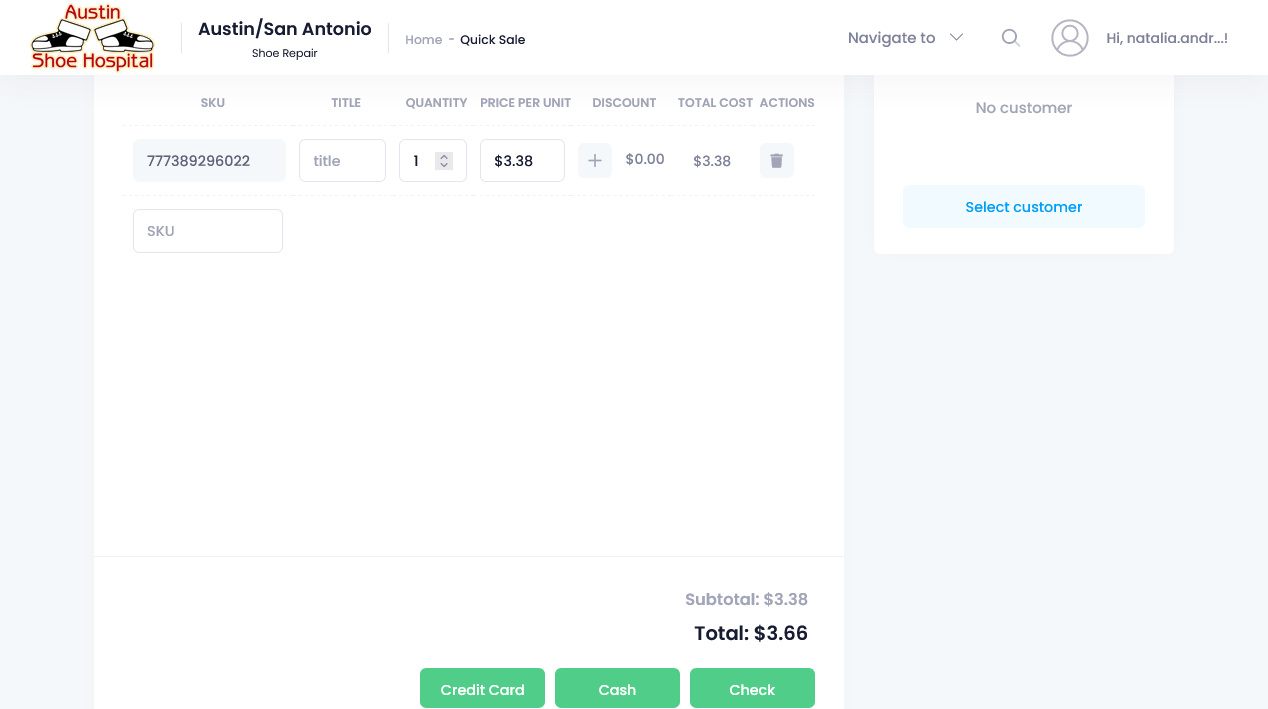 Austin
Shoe Hospital
Austin/San Antonio
Shoe Repair
Home - Quick Sale
Navigate to
Hi, natalia.andr...!
SKU TITLE QUANTITY PRICE PER UNIT DISCOUNT TOTAL COST ACTIONS
777389296022 title 1 $3.38 $0.00 $3.38
SKU
No customer
Select customer
Subtotal: $3.38
Total: $3.66
Credit Card Cash Check